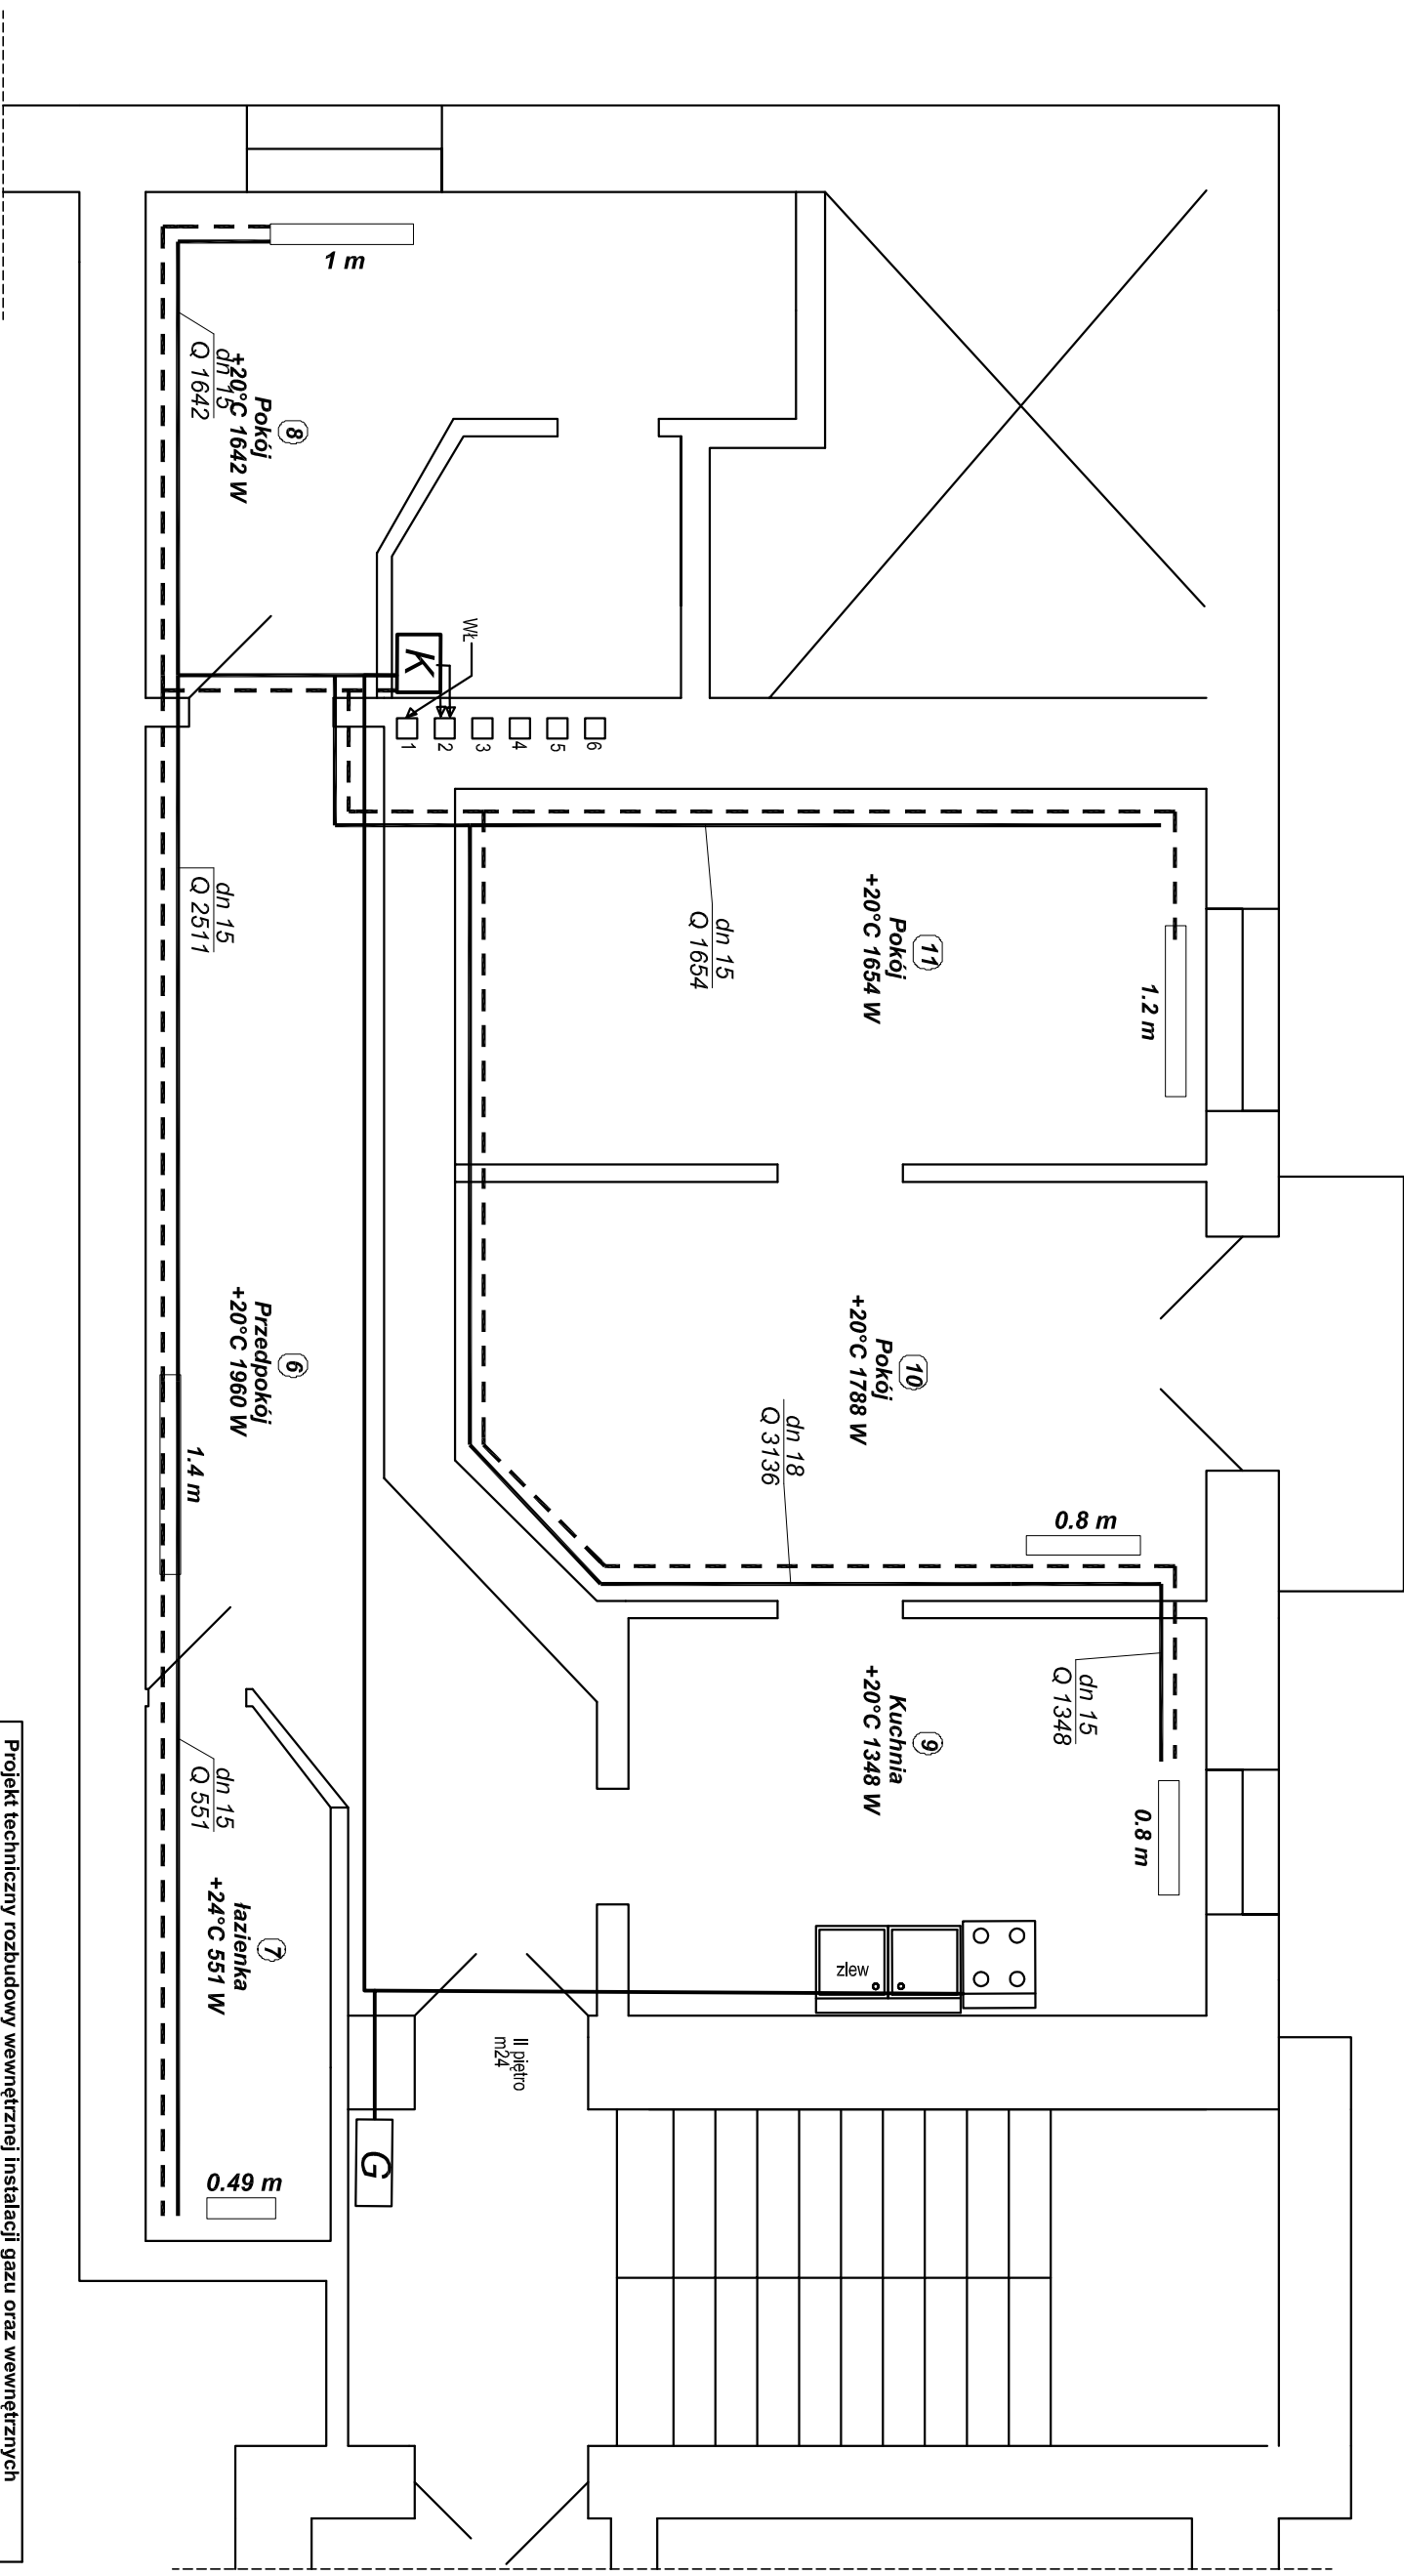 1 m
8
Pokój
+20°C 1642 W
dn 15
Q 1642
K
WŁ
1
2
3
4
5
6
dn 15
Q 2511
11
Pokój
+20°C 1654 W
dn 15
Q 1654
1.2 m
10
Pokój
+20°C 1788 W
dn 18
Q 3136
0.8 m
6
Przedpokój
+20°C 1960 W
1.4 m
9
Kuchnia
+20°C 1348 W
dn 15
Q 1348
0.8 m
zlew
dn 15
Q 551
7
łazienka
+24°C 551 W
0.49 m
II piętro
m24
G
Projekt techniczny rozbudowy wewnętrznej instalacji gazu oraz wewnętrznych